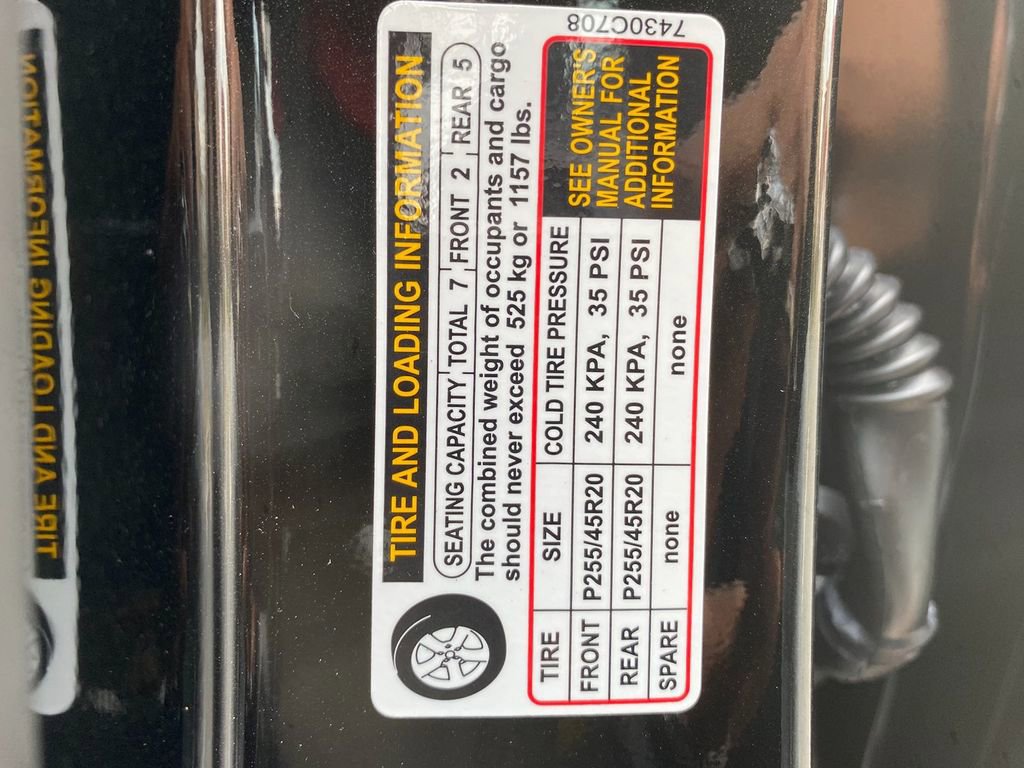 TIRE AND LOADING INFORMATION
SEATING CAPACITY TOTAL 7 FRONT 2 REAR 5
The combined weight of occupants and cargo
should never exceed 525 kg or 1157 lbs.
TIRE SIZE COLD TIRE PRESSURE
FRONT P255/45R20 240 KPA, 35 PSI
REAR P255/45R20 240 KPA, 35 PSI
SPARE none none
SEE OWNER'S
MANUAL FOR
ADDITIONAL
INFORMATION
7430C708
TIRE AND LOADING INFORMATION